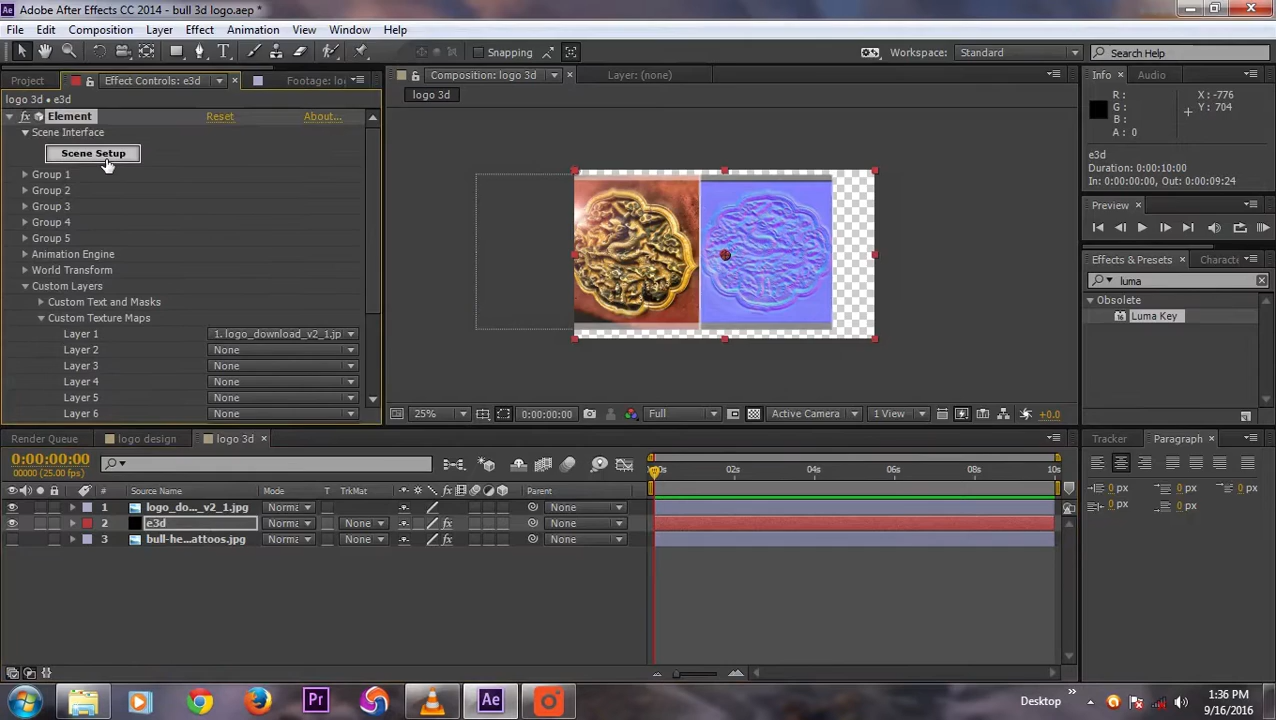 Adobe After Effects CC 2014 - bull 3d logo.aep *
File Edit Composition Layer Effect Animation View Window Help
Snapping Workspace: Standard Search Help
Project Effect Controls: e3d Footage: lo
logo 3d • e3d
Element Reset About...
Scene Interface
Scene Setup
Group 1
Group 2
Group 3
Group 4
Group 5
Animation Engine
World Transform
Custom Layers
Custom Text and Masks
Custom Texture Maps
Layer 1 1. logo_download_v2_1.jp
Layer 2 None
Layer 3 None
Layer 4 None
Layer 5 None
Layer 6 None
Composition: logo 3d Layer: (none)
logo 3d
25% 0:00:00:00 Full Active Camera 1 View +0.0
Info Audio
R : X : -776
G : Y : 704
B :
A : 0
e3d
Duration: 0:00:10:00
In: 0:00:00:00, Out: 0:00:09:24
Preview
Effects & Presets Characte
luma
Obsolete
Luma Key
Render Queue logo design logo 3d
0:00:00:00
00000 (25.00 fps)
# Source Name Mode T TrkMat Parent
02s 04s 06s 08s 10s
1 logo_do..._v2_1.jpg Norma None
2 e3d Norma None None
3 bull-he...attoos.jpg Norma None None
Tracker Paragraph
0 px 0 px 0 px
0 px 0 px
Desktop 1:36 PM
9/16/2016